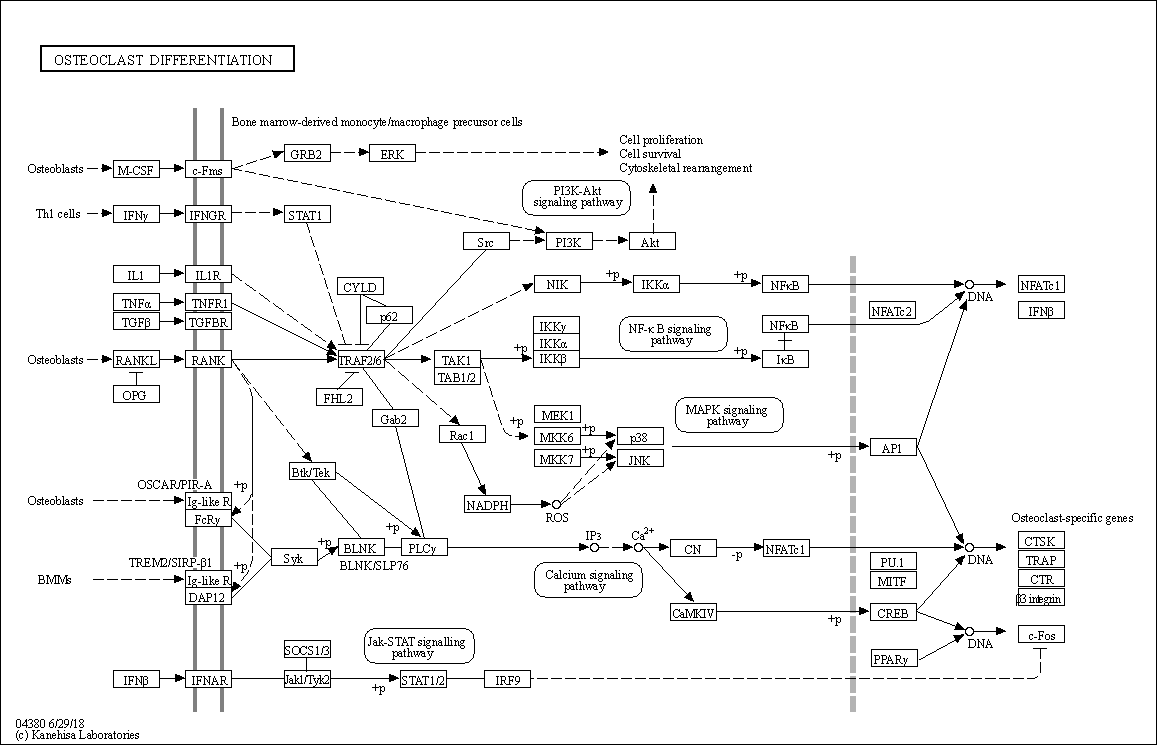 OSTEOCLAST DIFFERENTIATION
Bone marrow-derived monocyte/macrophage precursor cells
Osteoblasts
M-CSF
c-Fms
GRB2
ERK
Cell proliferation
Cell survival
Cytoskeletal rearrangement
PI3K-Akt
signaling pathway
Th1 cells
IFNγ
IFNGR
STAT1
Src
PI3K
Akt
IL1
IL1R
CYLD
p62
NIK
+p
IKKα
+p
NFκB
DNA
NFATc1
TNFα
TNFR1
TGFβ
TGFBR
NFATc2
IFNβ
IKKγ
IKKα
IKKβ
+p
NF-κ B signaling
pathway
NFκB
+p
IκB
Osteoblasts
RANKL
RANK
TRAF2/6
TAK1
TAB1/2
OPG
FHL2
Gab2
Rac1
+p
MEK1
MKK6
MKK7
+p
+p
p38
JNK
MAPK signaling
pathway
+p
AP1
Btk/Tek
NADPH
ROS
OSCAR/PIR-A
+p
Osteoblasts
Ig-like R
FcRγ
Syk
+p
BLNK
BLNK/SLP76
+p
PLCγ
IP3
Ca2+
CN
-p
NFATc1
DNA
Osteoclast-specific genes
CTSK
TRAP
CTR
β3 integrin
PU.1
MITF
TREM2/SIRP-β1
+p
BMMs
Ig-like R
DAP12
Calcium signaling
pathway
CaMKIV
+p
CREB
DNA
c-Fos
PPARγ
SOCS1/3
Jak-STAT signalling
pathway
IFNβ
IFNAR
Jak1/Tyk2
+p
STAT1/2
IRF9
04380 6/29/18
(c) Kanehisa Laboratories